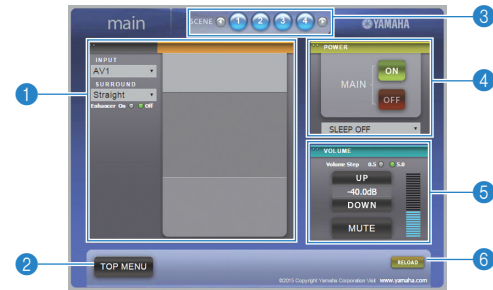 main
SCENE 1 2 3 4
YAMAHA
3
1
INPUT
AV1
SURROUND
Straight
Enhancer On Off
POWER
MAIN
ON
OFF
SLEEP OFF
4
VOLUME
Volume Step 0.5 5.0
UP
-40.0dB
DOWN
MUTE
5
2
TOP MENU
RELOAD
6
©2015 Copyright Yamaha Corporation Visit www.yamaha.com